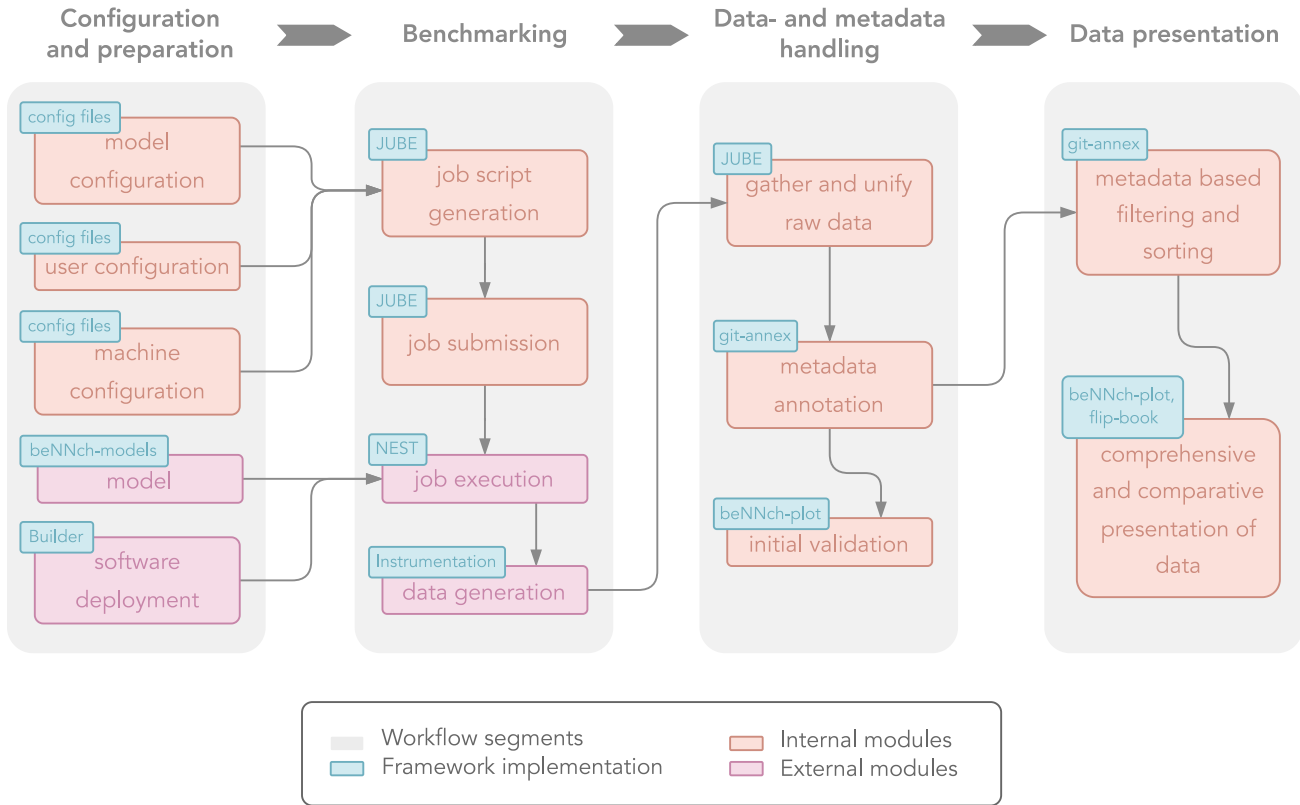 Configuration
and preparation
Benchmarking
Data- and metadata
handling
Data presentation
config files
model
configuration
config files
user configuration
config files
machine
configuration
beNNch-models
model
Builder
software
deployment
JUBE
job script
generation
JUBE
job submission
NEST
job execution
Instrumentation
data generation
JUBE
gather and unify
raw data
git-annex
metadata
annotation
beNNch-plot
initial validation
git-annex
metadata based
filtering and
sorting
beNNch-plot,
flip-book
comprehensive
and comparative
presentation of
data
Workflow segments
Framework implementation
Internal modules
External modules